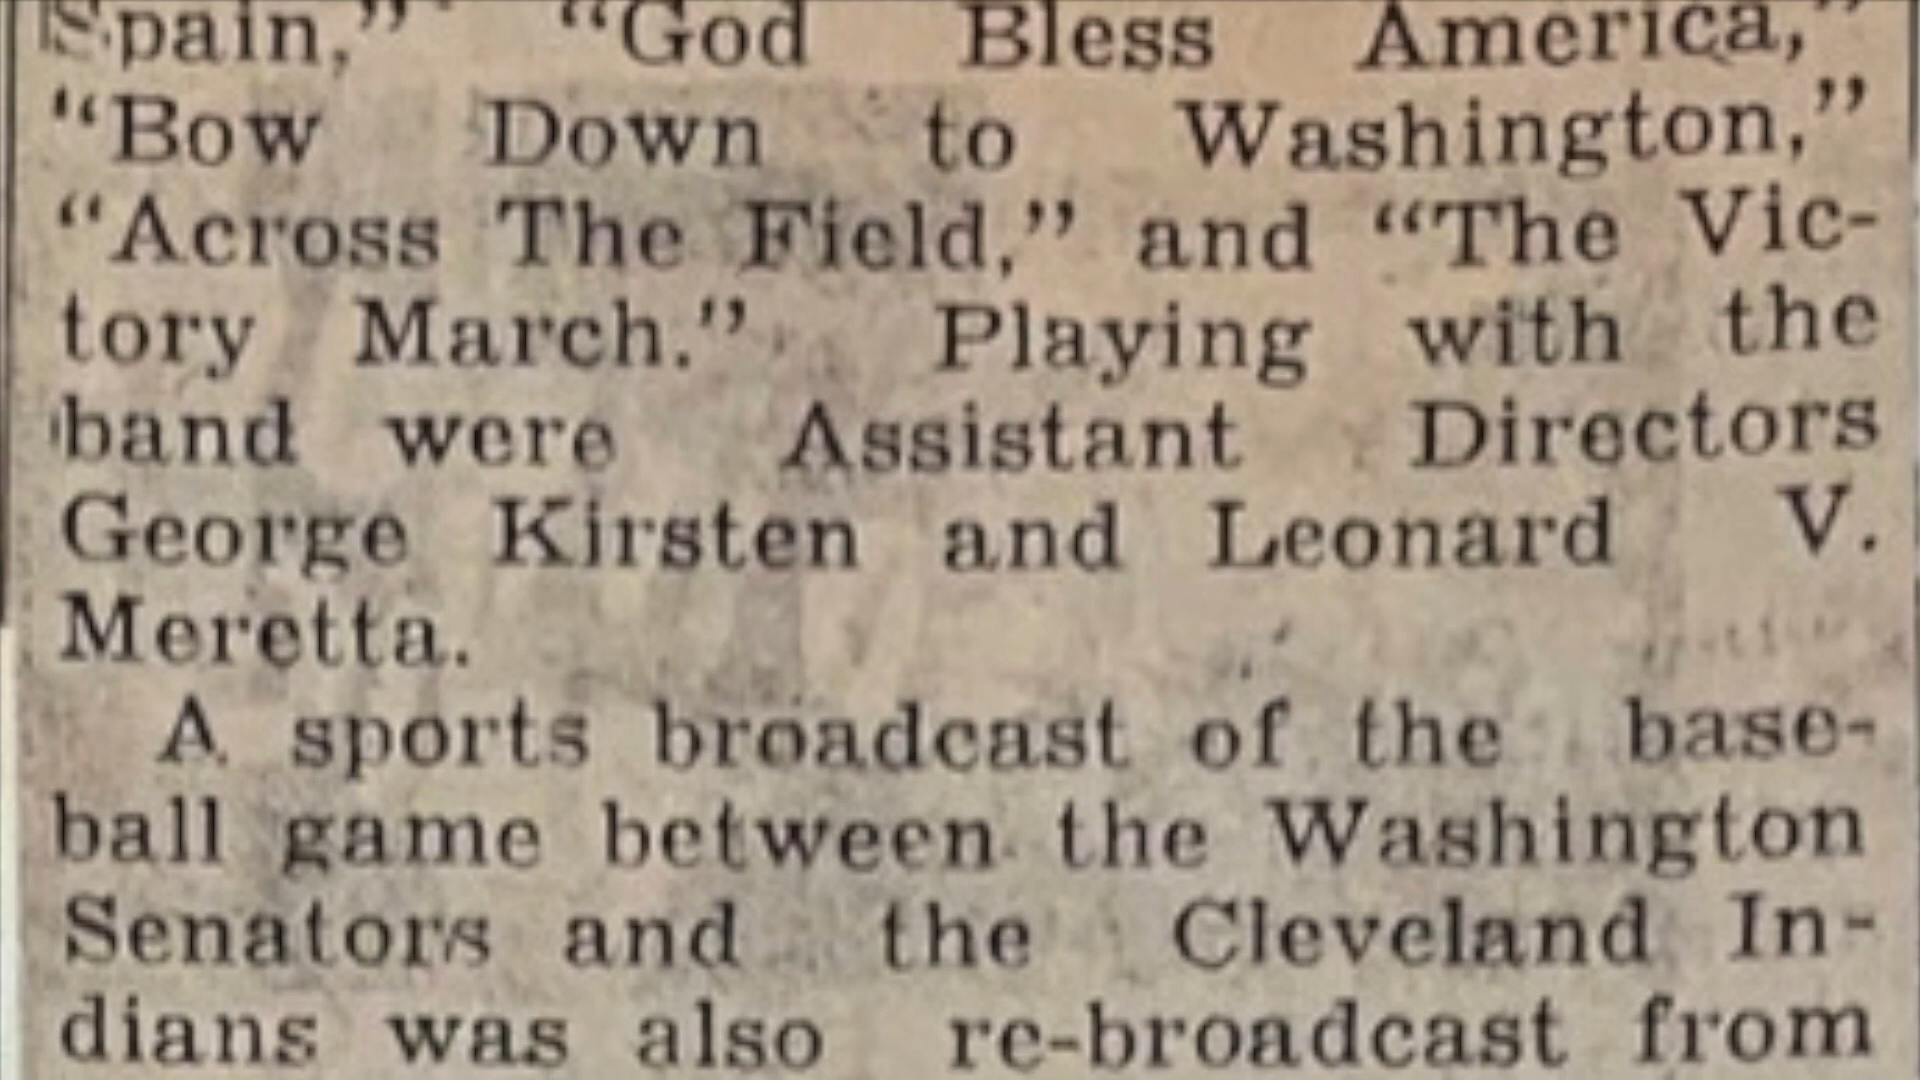 Spain," "God Bless America,"
"Bow Down to Washington,"
"Across The Field," and "The Vic-
tory March." Playing with the
band were Assistant Directors
George Kirsten and Leonard V.
Meretta.
A sports broadcast of the base-
ball game between the Washington
Senators and the Cleveland In-
dians was also re-broadcast from